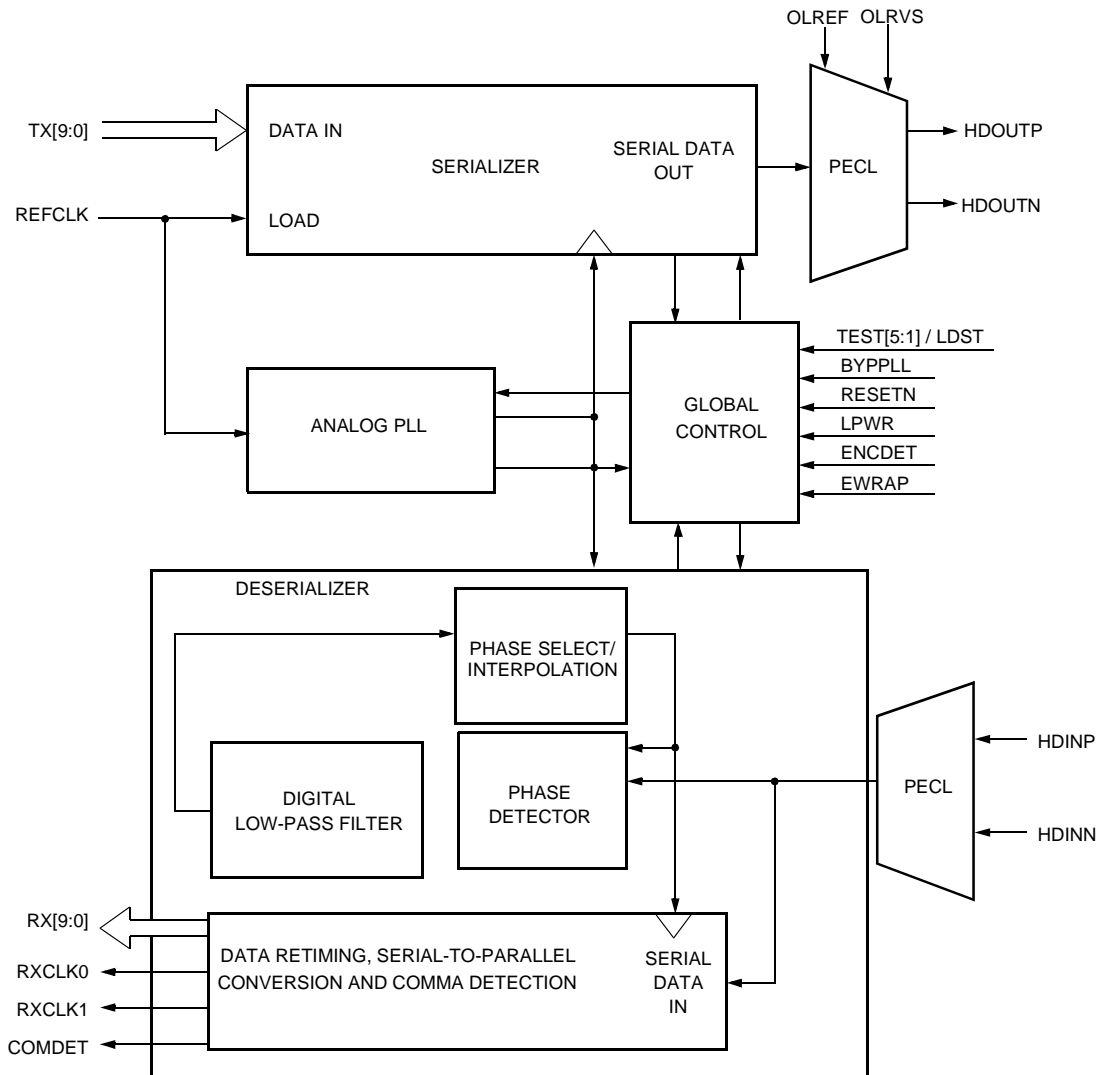 OLREF OLRVS
TX[9:0]
DATA IN
SERIALIZER
SERIAL DATA
OUT
PECL
HDOUTP
HDOUTN
REFCLK
LOAD
ANALOG PLL
GLOBAL
CONTROL
TEST[5:1] / LDST
BYPPLL
RESETN
LPWR
ENCDET
EWRAP
DESERIALIZER
PHASE SELECT/
INTERPOLATION
DIGITAL
LOW-PASS FILTER
PHASE
DETECTOR
PECL
HDINP
HDINN
RX[9:0]
RXCLK0
RXCLK1
COMDET
DATA RETIMING, SERIAL-TO-PARALLEL
CONVERSION AND COMMA DETECTION
SERIAL
DATA
IN